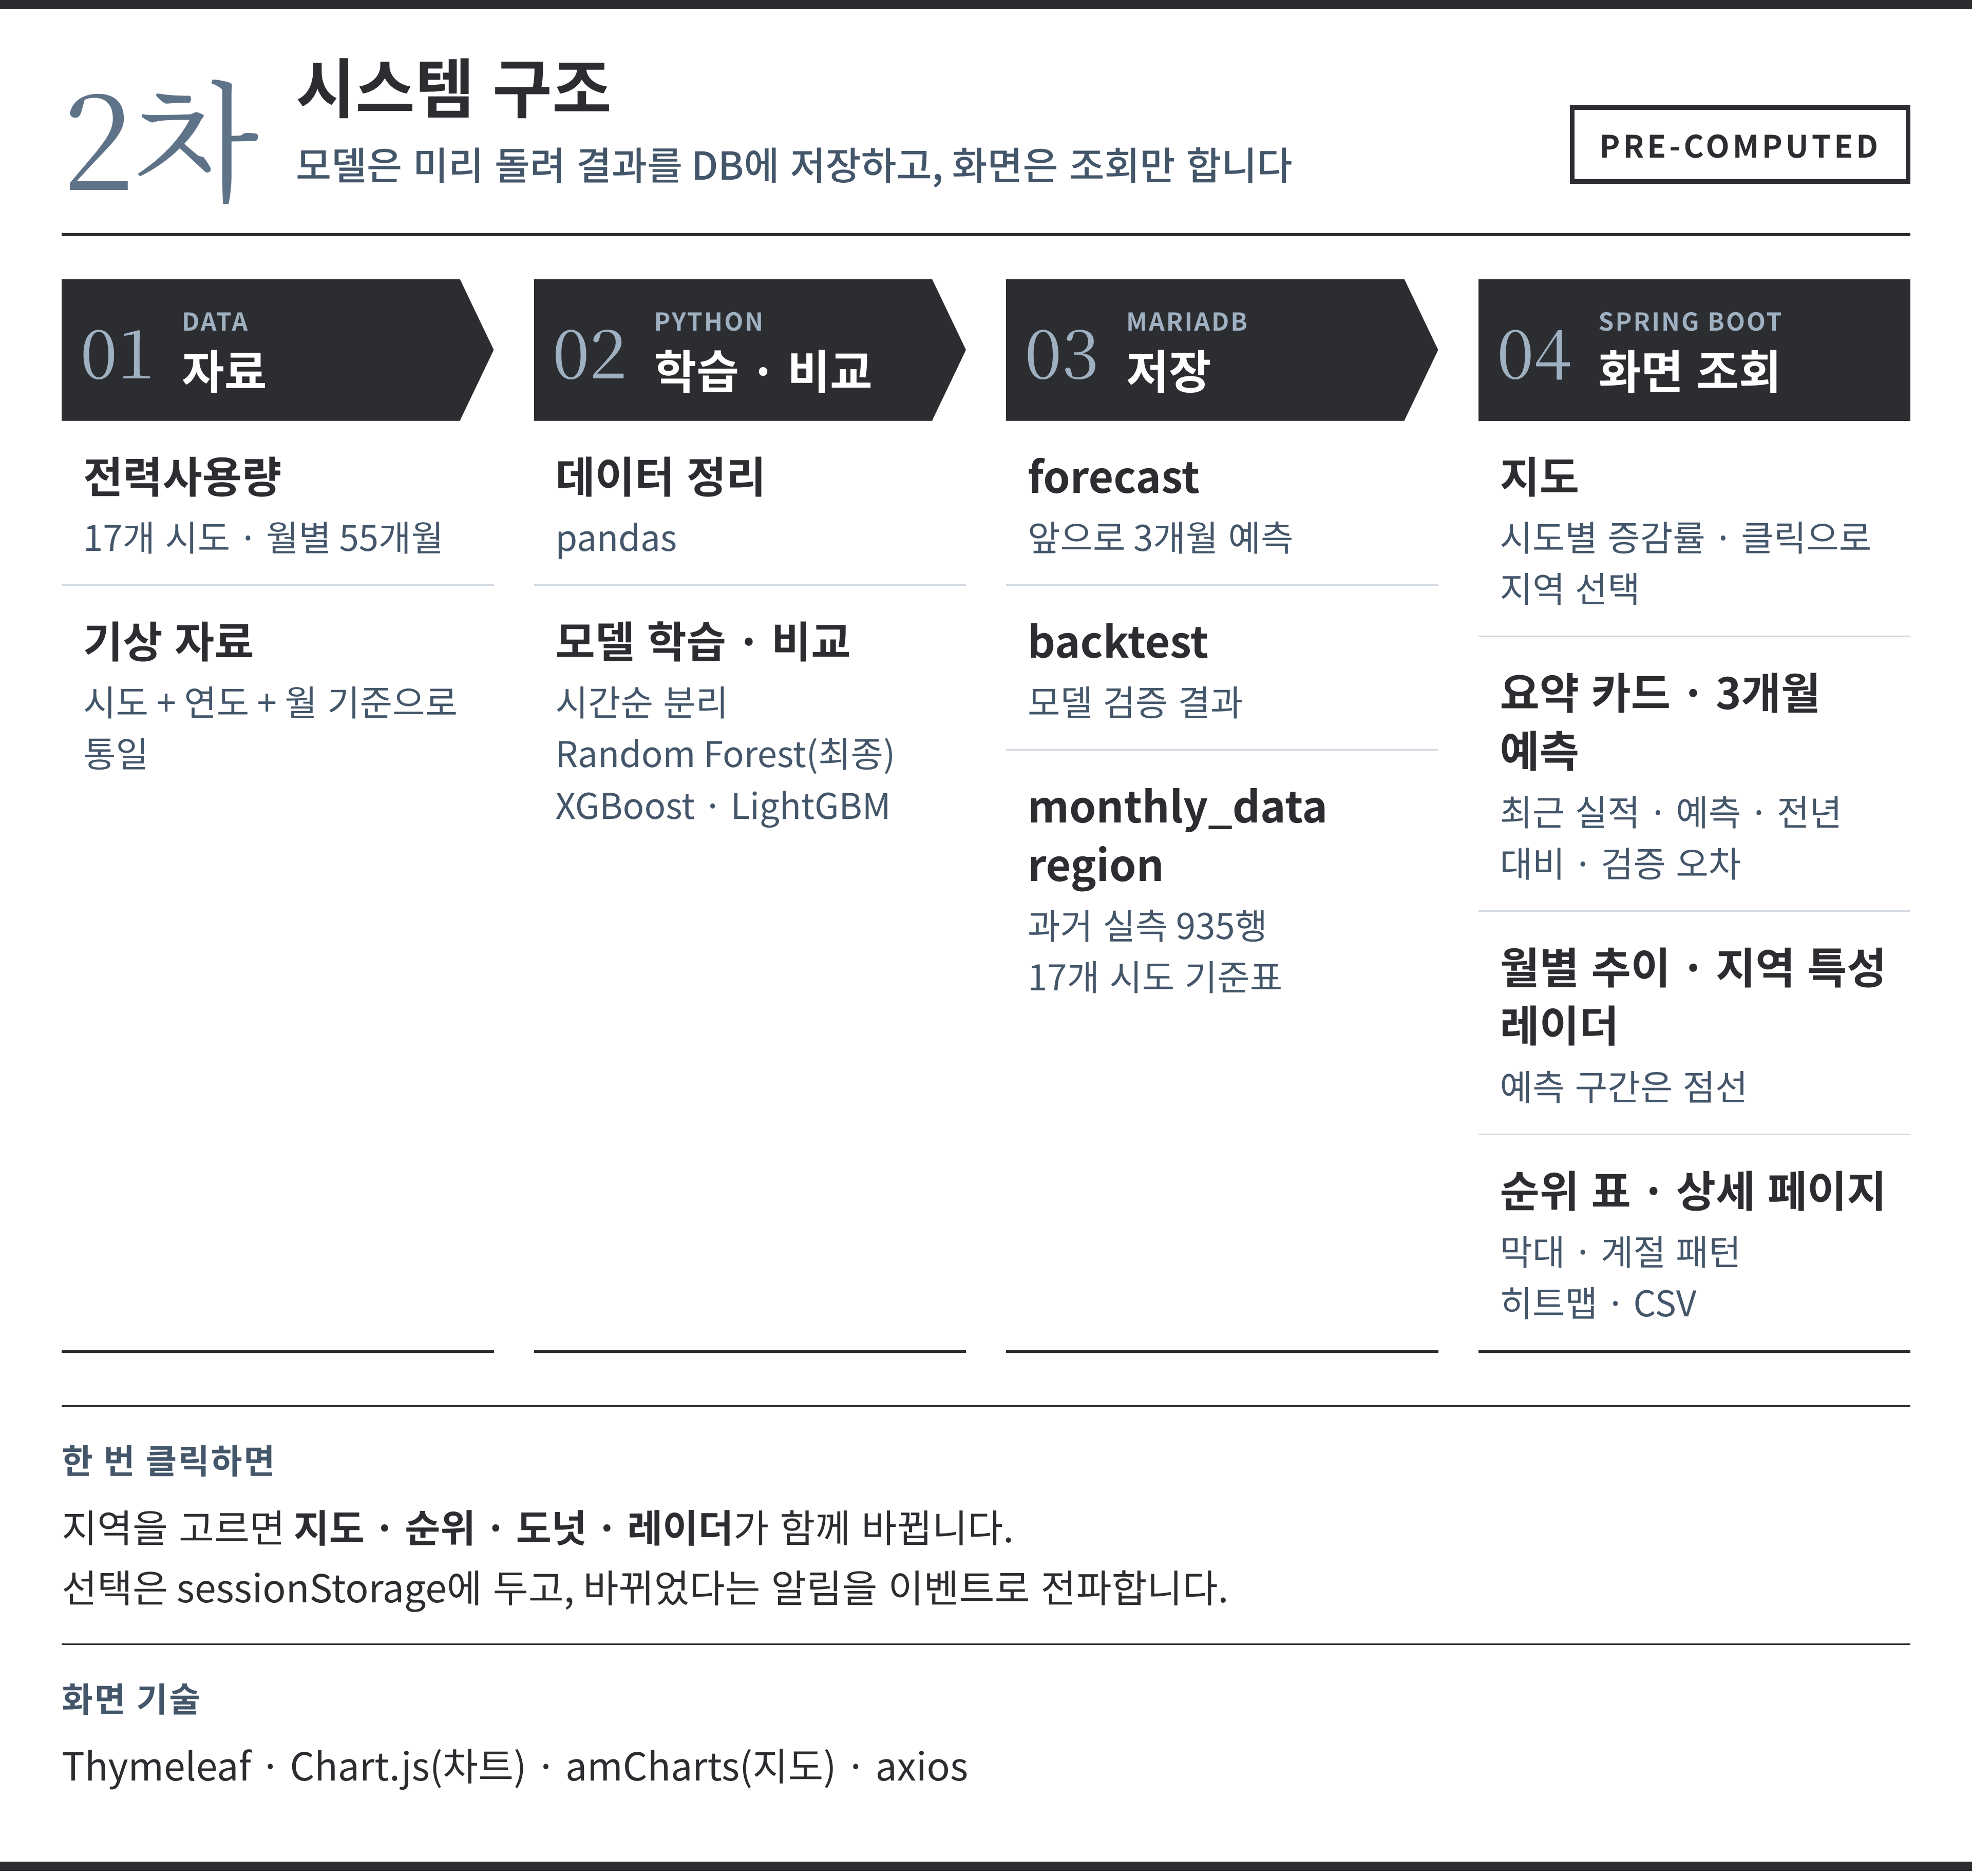 2차
시스템 구조
모델은 미리 돌려 결과를 DB에 저장하고, 화면은 조회만 합니다
PRE-COMPUTED
01
DATA
자료
전력사용량
17개 시도 · 월별 55개월
기상 자료
시도 + 연도 + 월 기준으로
통일
02
PYTHON
학습 · 비교
데이터 정리
pandas
모델 학습 · 비교
시간순 분리
Random Forest(최종)
XGBoost · LightGBM
03
MARIADB
저장
forecast
앞으로 3개월 예측
backtest
모델 검증 결과
monthly_data
region
과거 실측 935행
17개 시도 기준표
04
SPRING BOOT
화면 조회
지도
시도별 증감률 · 클릭으로
지역 선택
요약 카드 · 3개월
예측
최근 실적 · 예측 · 전년
대비 · 검증 오차
월별 추이 · 지역 특성
레이더
예측 구간은 점선
순위 표 · 상세 페이지
막대 · 계절 패턴
히트맵 · CSV
한 번 클릭하면
지역을 고르면 지도 · 순위 · 도넛 · 레이더가 함께 바뀝니다.
선택은 sessionStorage에 두고, 바뀌었다는 알림을 이벤트로 전파합니다.
화면 기술
Thymeleaf · Chart.js(차트) · amCharts(지도) · axios